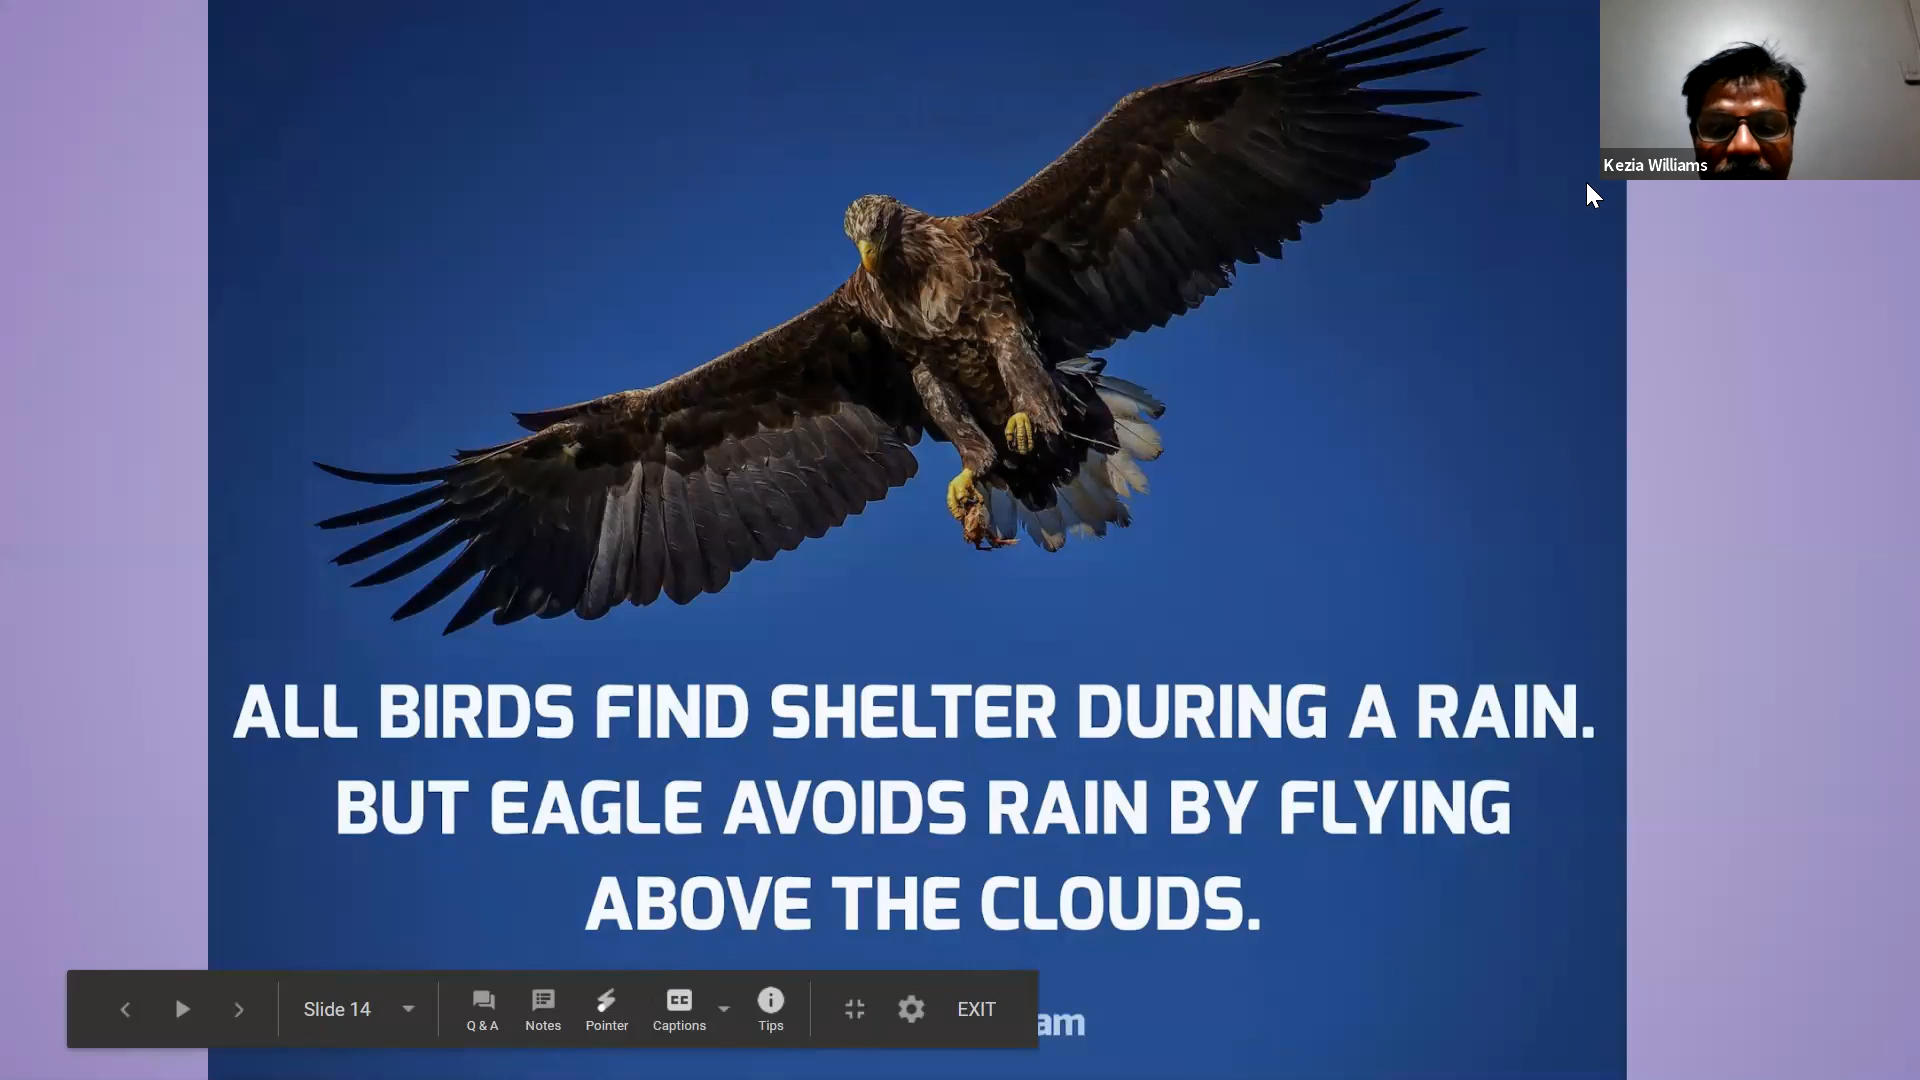 Kezia Williams
ALL BIRDS FIND SHELTER DURING A RAIN.
BUT EAGLE AVOIDS RAIN BY FLYING
ABOVE THE CLOUDS.
Slide 14
Q & A
Notes
CC
Pointer
Captions
Tips
EXIT
am